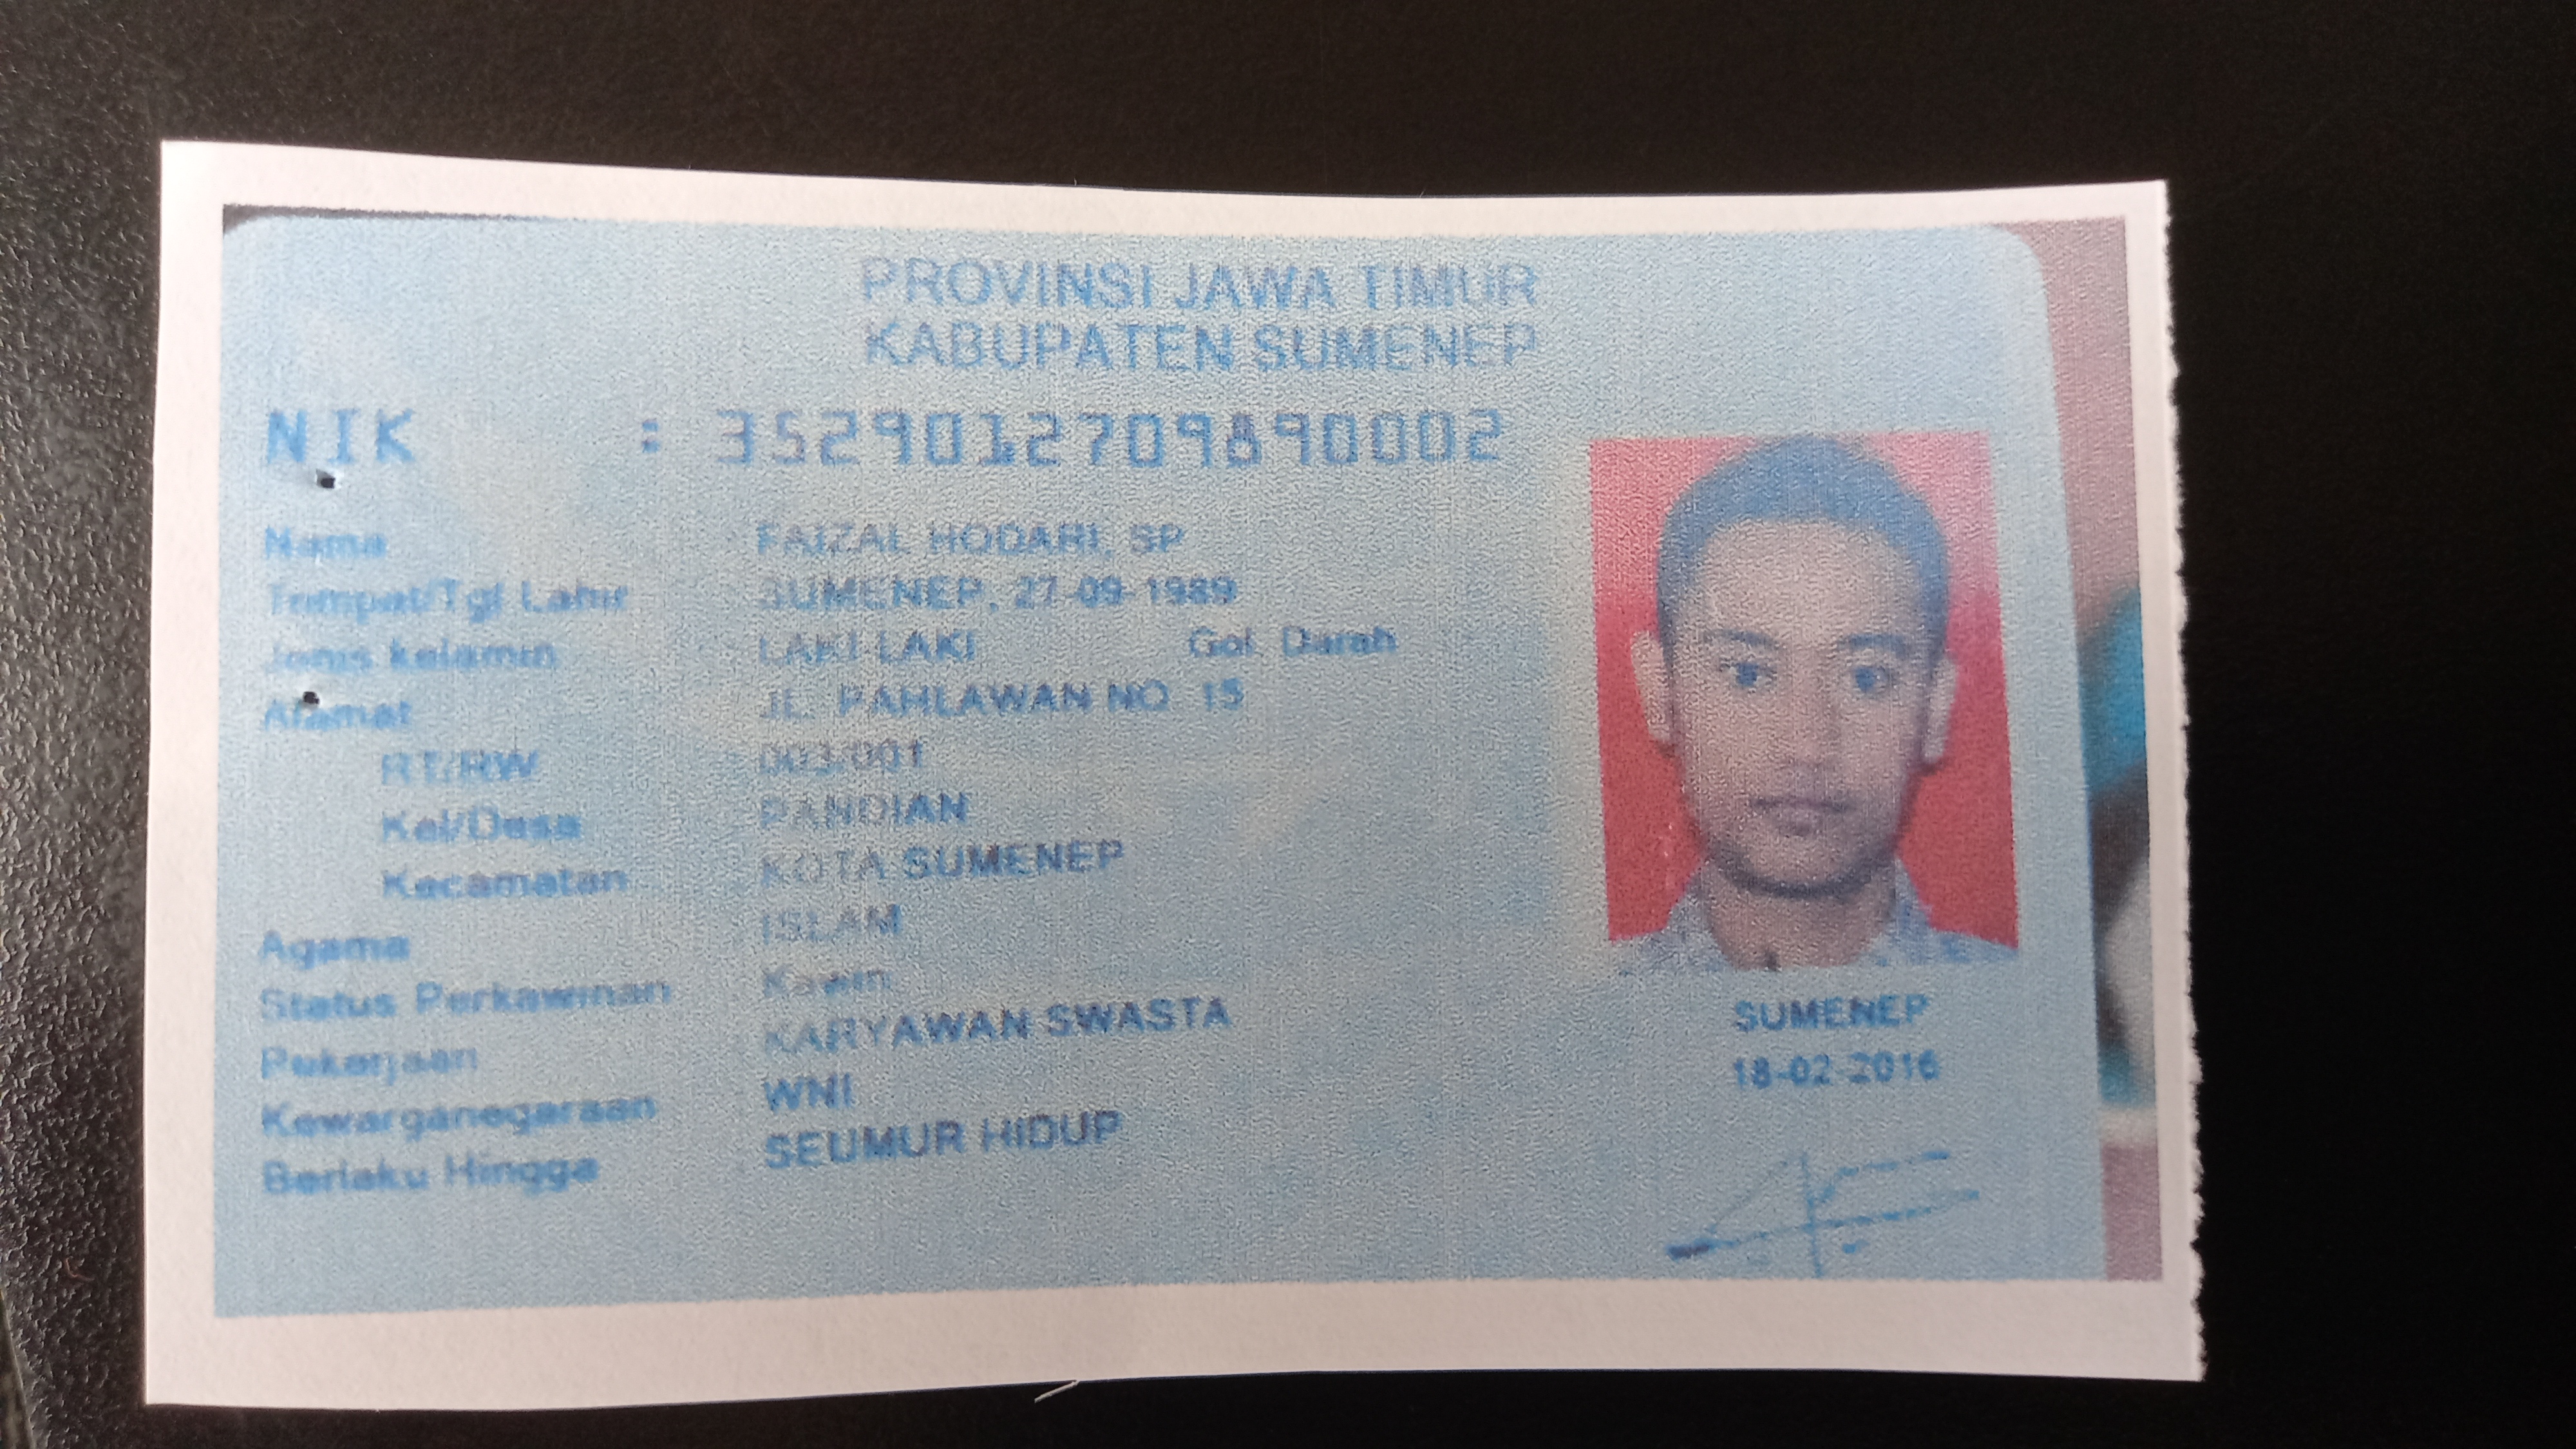 PROVINSI JAWA TIMUR
KABUPATEN SUMENEP
NIK : 3529012709890002
Nama FAIZAL HODARI, SP
Tempat/Tgl Lahir SUMENEP, 27-09-1989
Jenis kelamin LAKI LAKI Gol. Darah
Alamat JL. PAHLAWAN NO 13
RT/RW 003/001
Kel/Desa PANDIAN
Kecamatan KOTA SUMENEP
Agama ISLAM
Status Perkawinan Kawin
Pekerjaan KARYAWAN SWASTA
Kewarganegaraan WNI
Berlaku Hingga SEUMUR HIDUP
SUMENEP
18-02-2016